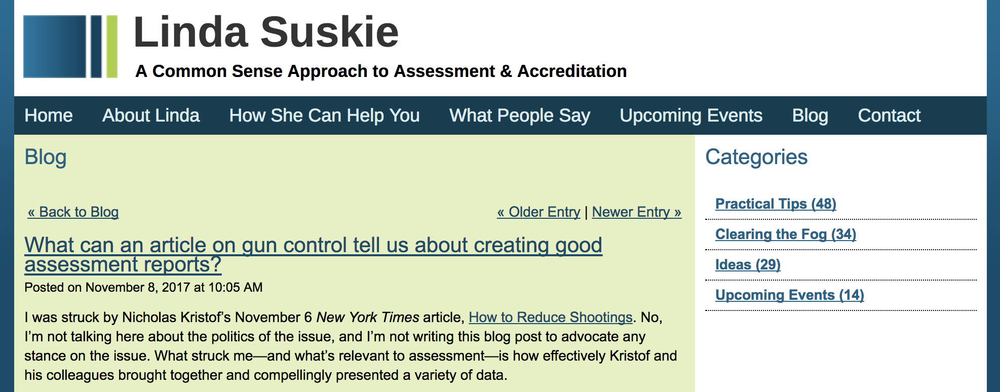 Linda Suskie
A Common Sense Approach to Assessment & Accreditation
Home About Linda How She Can Help You What People Say Upcoming Events Blog Contact
Blog
« Back to Blog
« Older Entry | Newer Entry »
What can an article on gun control tell us about creating good
assessment reports?
Posted on November 8, 2017 at 10:05 AM
I was struck by Nicholas Kristof’s November 6 New York Times article, How to Reduce Shootings. No,
I’m not talking here about the politics of the issue, and I’m not writing this blog post to advocate any
stance on the issue. What struck me—and what’s relevant to assessment—is how effectively Kristof and
his colleagues brought together and compellingly presented a variety of data.
Categories
Practical Tips (48)
Clearing the Fog (34)
Ideas (29)
Upcoming Events (14)